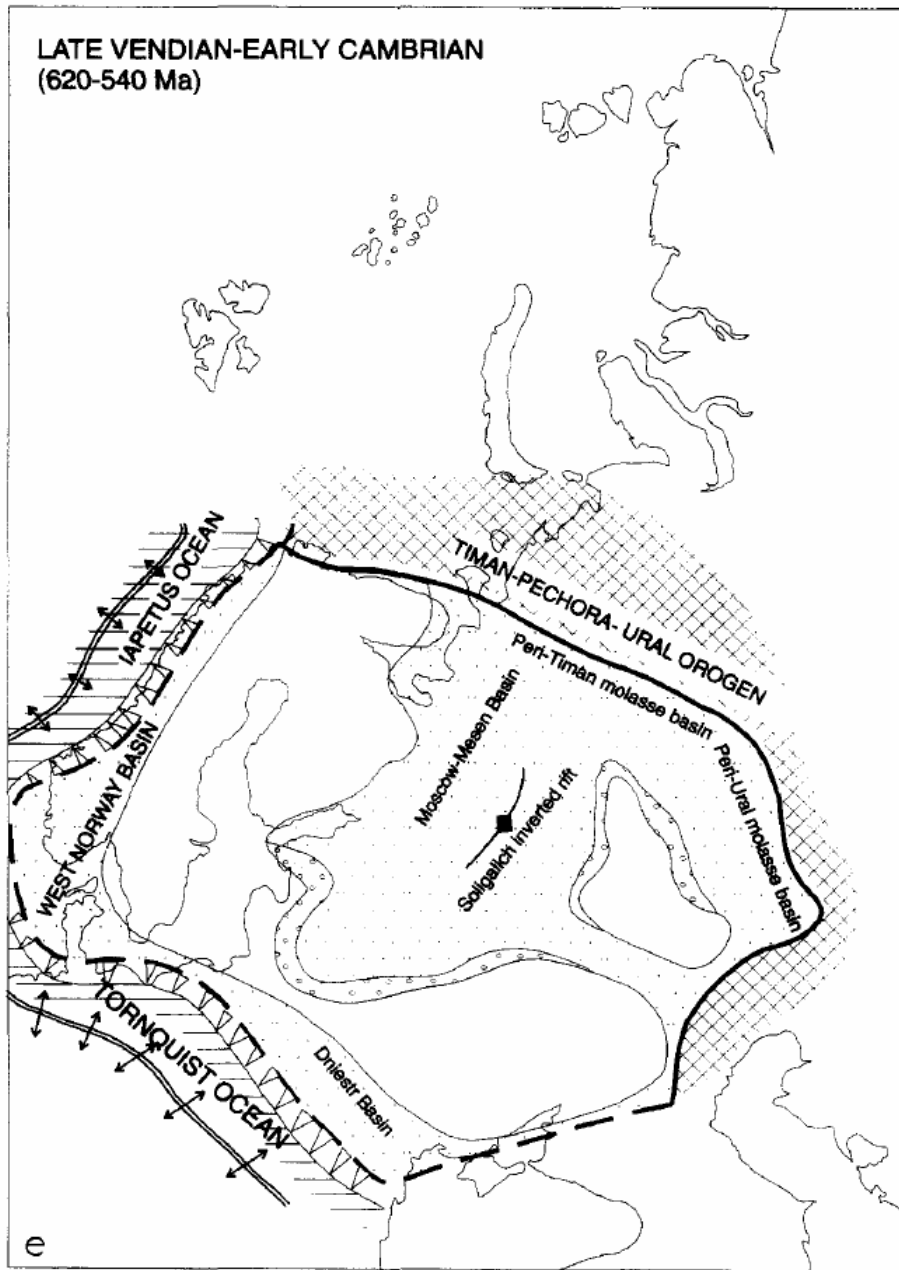 LATE VENDIAN-EARLY CAMBRIAN
(620-540 Ma)
IAPETUS OCEAN
TIMAN-PECHORA- URAL OROGEN
Peri-Timan molasse basin
Moscow-Mesen Basin
Peri-Ural molasse basin
Soligalich inverted rift
WEST NORWAY BASIN
TORNQUIST OCEAN
Dniestr Basin
e